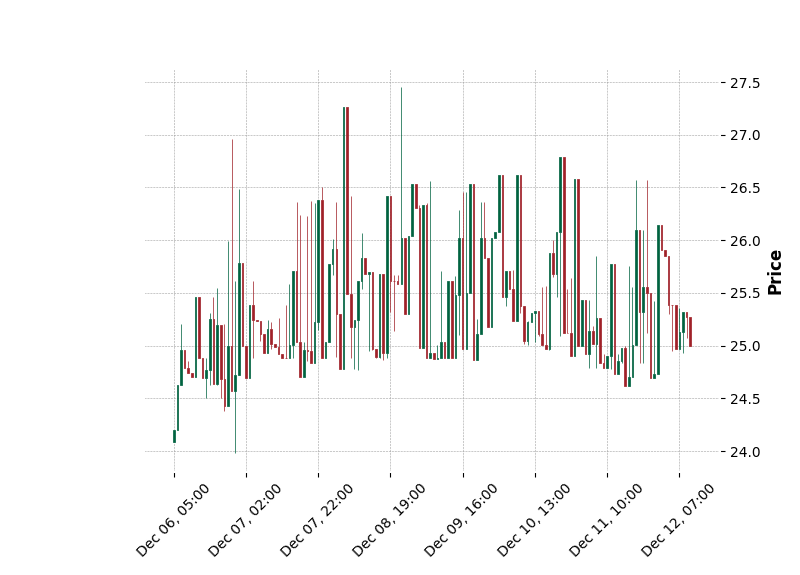 27.5
27.0
26.5
26.0
25.5
25.0
24.5
24.0
Price
Dec 06, 05:00
Dec 07, 02:00
Dec 07, 22:00
Dec 08, 19:00
Dec 09, 16:00
Dec 10, 13:00
Dec 11, 10:00
Dec 12, 07:00